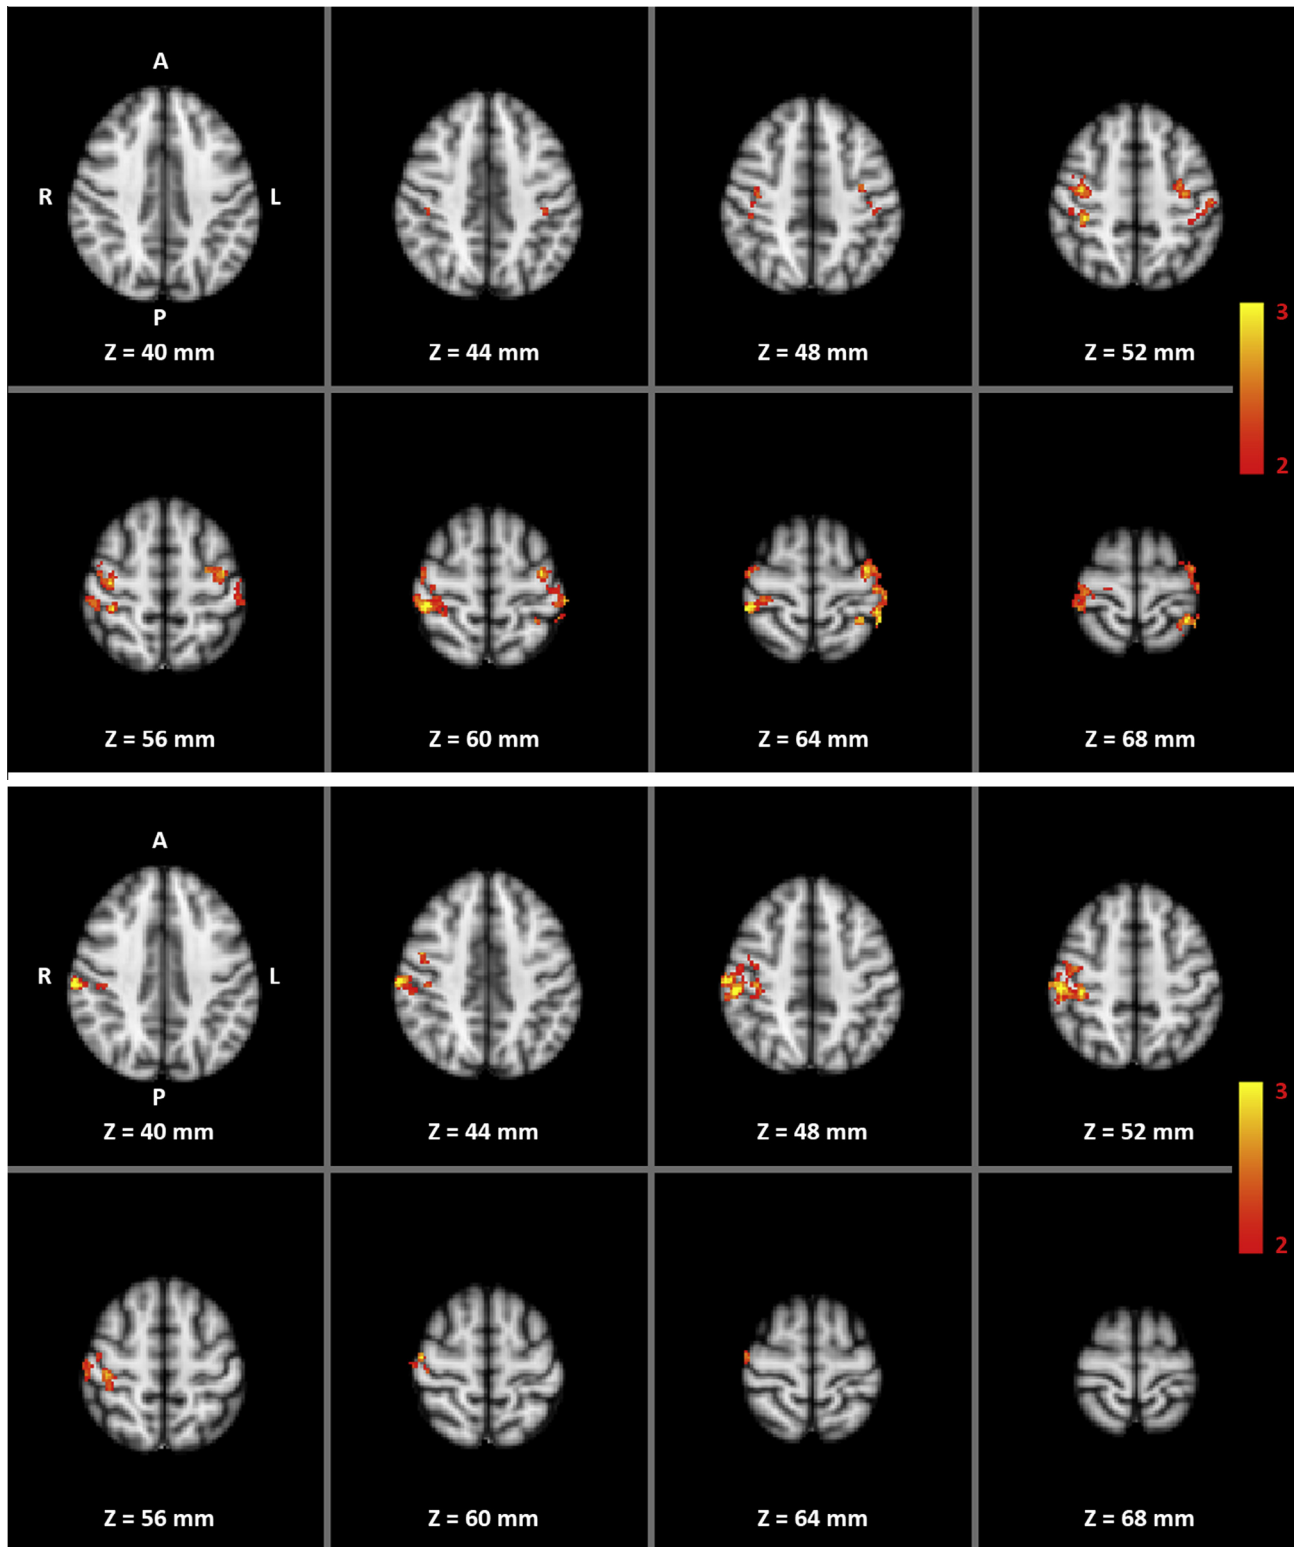 A
R L
P
Z = 40 mm Z = 44 mm Z = 48 mm Z = 52 mm
3
2
Z = 56 mm Z = 60 mm Z = 64 mm Z = 68 mm
A
R L
P
Z = 40 mm Z = 44 mm Z = 48 mm Z = 52 mm
3
2
Z = 56 mm Z = 60 mm Z = 64 mm Z = 68 mm